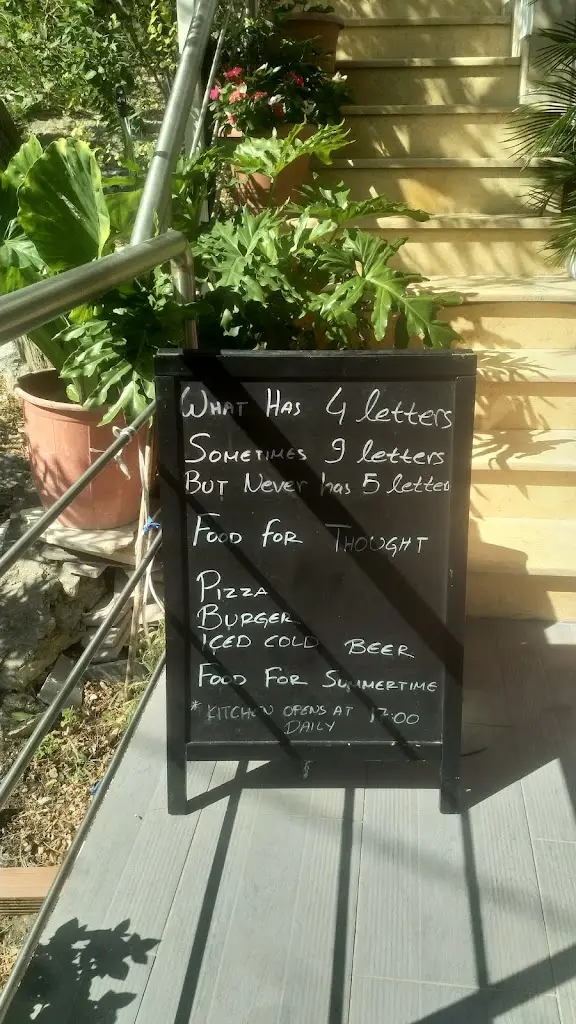 What Has 4 letters
Sometimes 9 letters
But Never has 5 letters
Food for Thought
Pizza
Burger
Iced Cold Beer
Food For Summertime
* Kitchen opens at 12:00
Daily